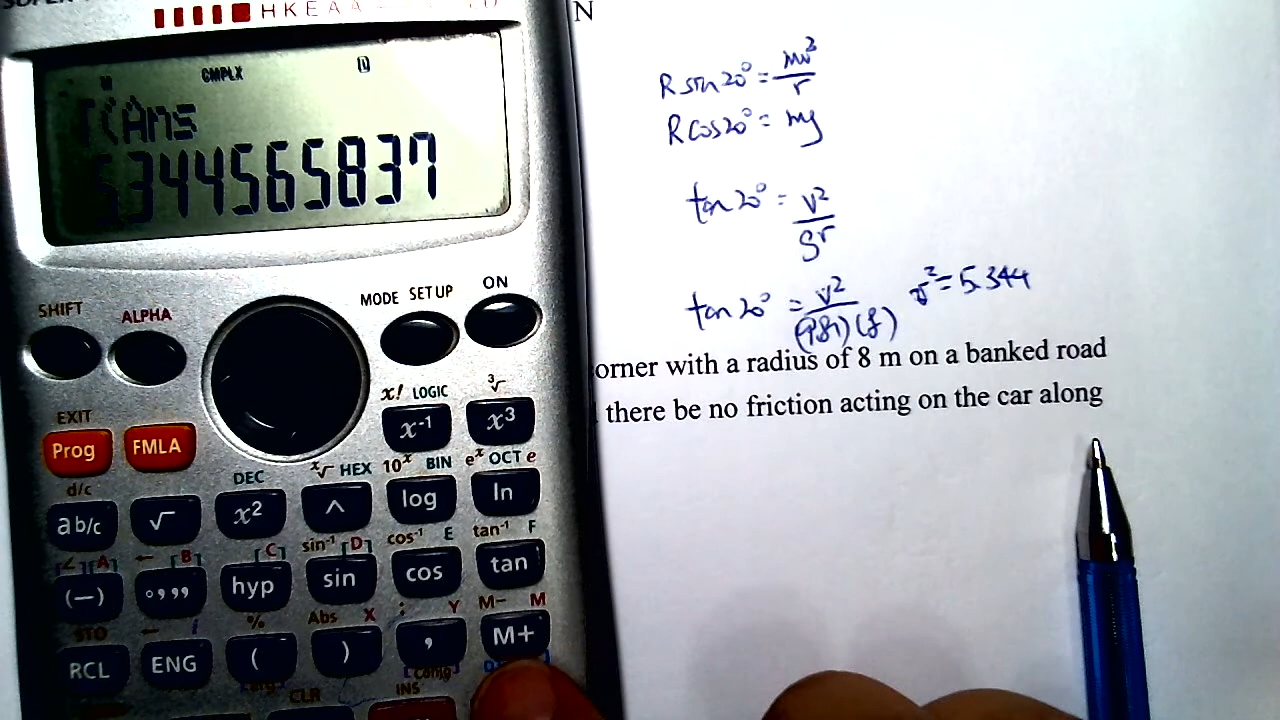 HKEAA
N
CMPLX
D
√(Ans
5.344565837
SHIFT
ALPHA
MODE SETUP
ON
x! LOGIC
³√
x⁻¹
x³
EXIT
Prog
FMLA
DEC
ˣ√ HEX
10ˣ BIN
eˣ OCT e
d/c
ab/c
√
x²
^
log
ln
∠ A
← B
C
sin⁻¹ D
cos⁻¹ E
tan⁻¹ F
(−)
hyp
sin
cos
tan
STO
← i
%
Abs X
: Y
M− M
RCL
ENG
(
)
,
M+
CLR
INS
R sin 20° = mv²/r
R cos 20° = mg
tan 20° = v²/gr
tan 20° = v²/(9.81)(8) v² = 5.344
orner with a radius of 8 m on a banked road
there be no friction acting on the car along